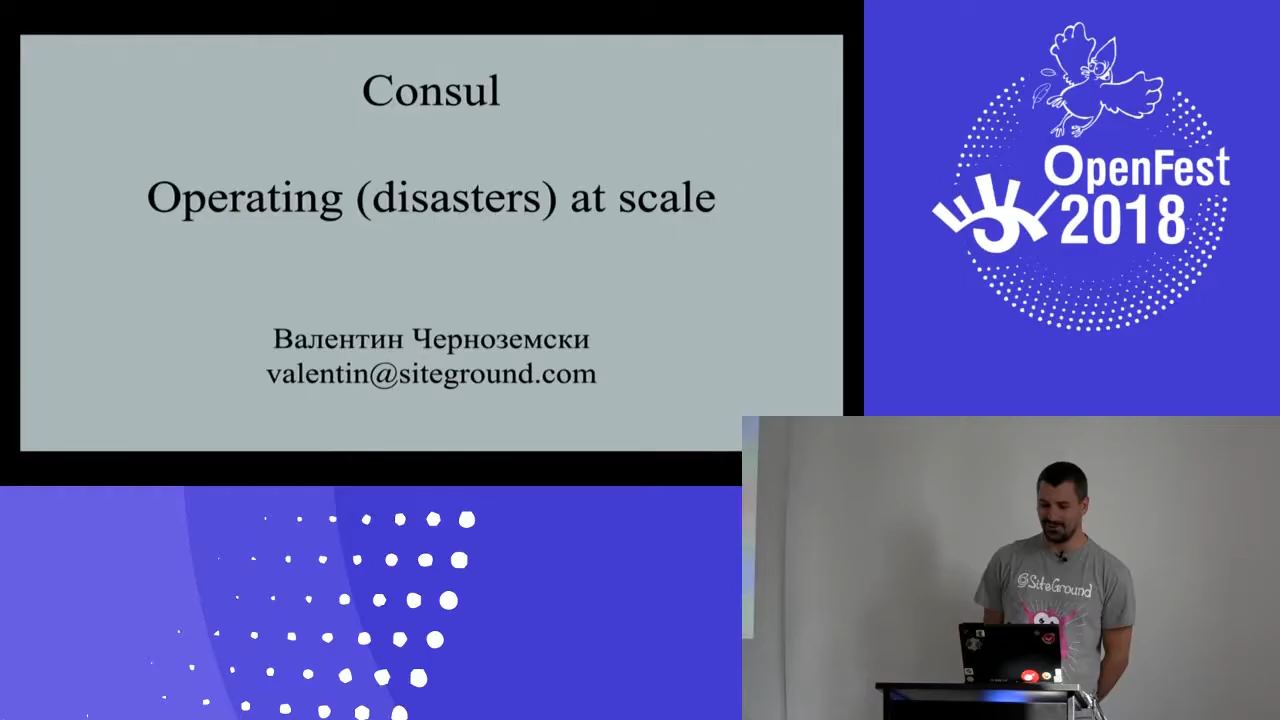 Consul
Operating (disasters) at scale
Валентин Черноземски
valentin@siteground.com
OpenFest
2018
@SiteGround